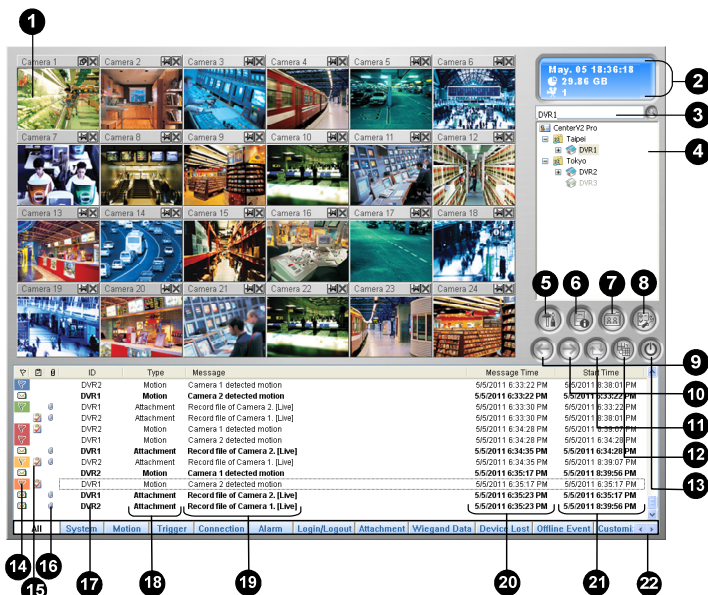 1
Camera 1 Camera 2 Camera 3 Camera 4 Camera 5 Camera 6
May. 05 18:36:18
29.86 GB
1
2
DVR1
3
CenterV2 Pro
Taipei
DVR1
4
Tokyo
DVR2
DVR3
Camera 7 Camera 8 Camera 9 Camera 10 Camera 11 Camera 12
Camera 13 Camera 14 Camera 15 Camera 16 Camera 17 Camera 18
Camera 19 Camera 20 Camera 21 Camera 22 Camera 23 Camera 24
5 6 7 8
9
10
11
12
13
ID Type Message Message Time Start Time
DVR2 Motion Camera 1 detected motion 5/5/2011 6:33:22 PM 5/5/2011 8:38:01 PM
DVR1 Motion Camera 2 detected motion 5/5/2011 6:33:22 PM 5/5/2011 6:33:22 PM
DVR1 Attachment Record file of Camera 2. [Live] 5/5/2011 6:33:30 PM 5/5/2011 6:33:22 PM
DVR2 Attachment Record file of Camera 1. [Live] 5/5/2011 6:33:30 PM 5/5/2011 8:38:01 PM
DVR2 Motion Camera 1 detected motion 5/5/2011 6:34:28 PM 5/5/2011 8:39:07 PM
DVR1 Motion Camera 2 detected motion 5/5/2011 6:34:28 PM 5/5/2011 6:34:28 PM
DVR1 Attachment Record file of Camera 2. [Live] 5/5/2011 6:34:35 PM 5/5/2011 6:34:28 PM
DVR2 Attachment Record file of Camera 1. [Live] 5/5/2011 6:34:35 PM 5/5/2011 8:39:07 PM
DVR2 Motion Camera 1 detected motion 5/5/2011 6:35:17 PM 5/5/2011 8:39:56 PM
DVR1 Motion Camera 2 detected motion 5/5/2011 6:35:17 PM 5/5/2011 6:35:17 PM
DVR1 Attachment Record file of Camera 2. [Live] 5/5/2011 6:35:23 PM 5/5/2011 6:35:17 PM
DVR2 Attachment Record file of Camera 1. [Live] 5/5/2011 6:35:23 PM 5/5/2011 8:39:56 PM
All System Motion Trigger Connection Alarm Login/Logout Attachment Wiegand Data Device Lost Offline Event Customi
14 15 16 17 18 19 20 21 22